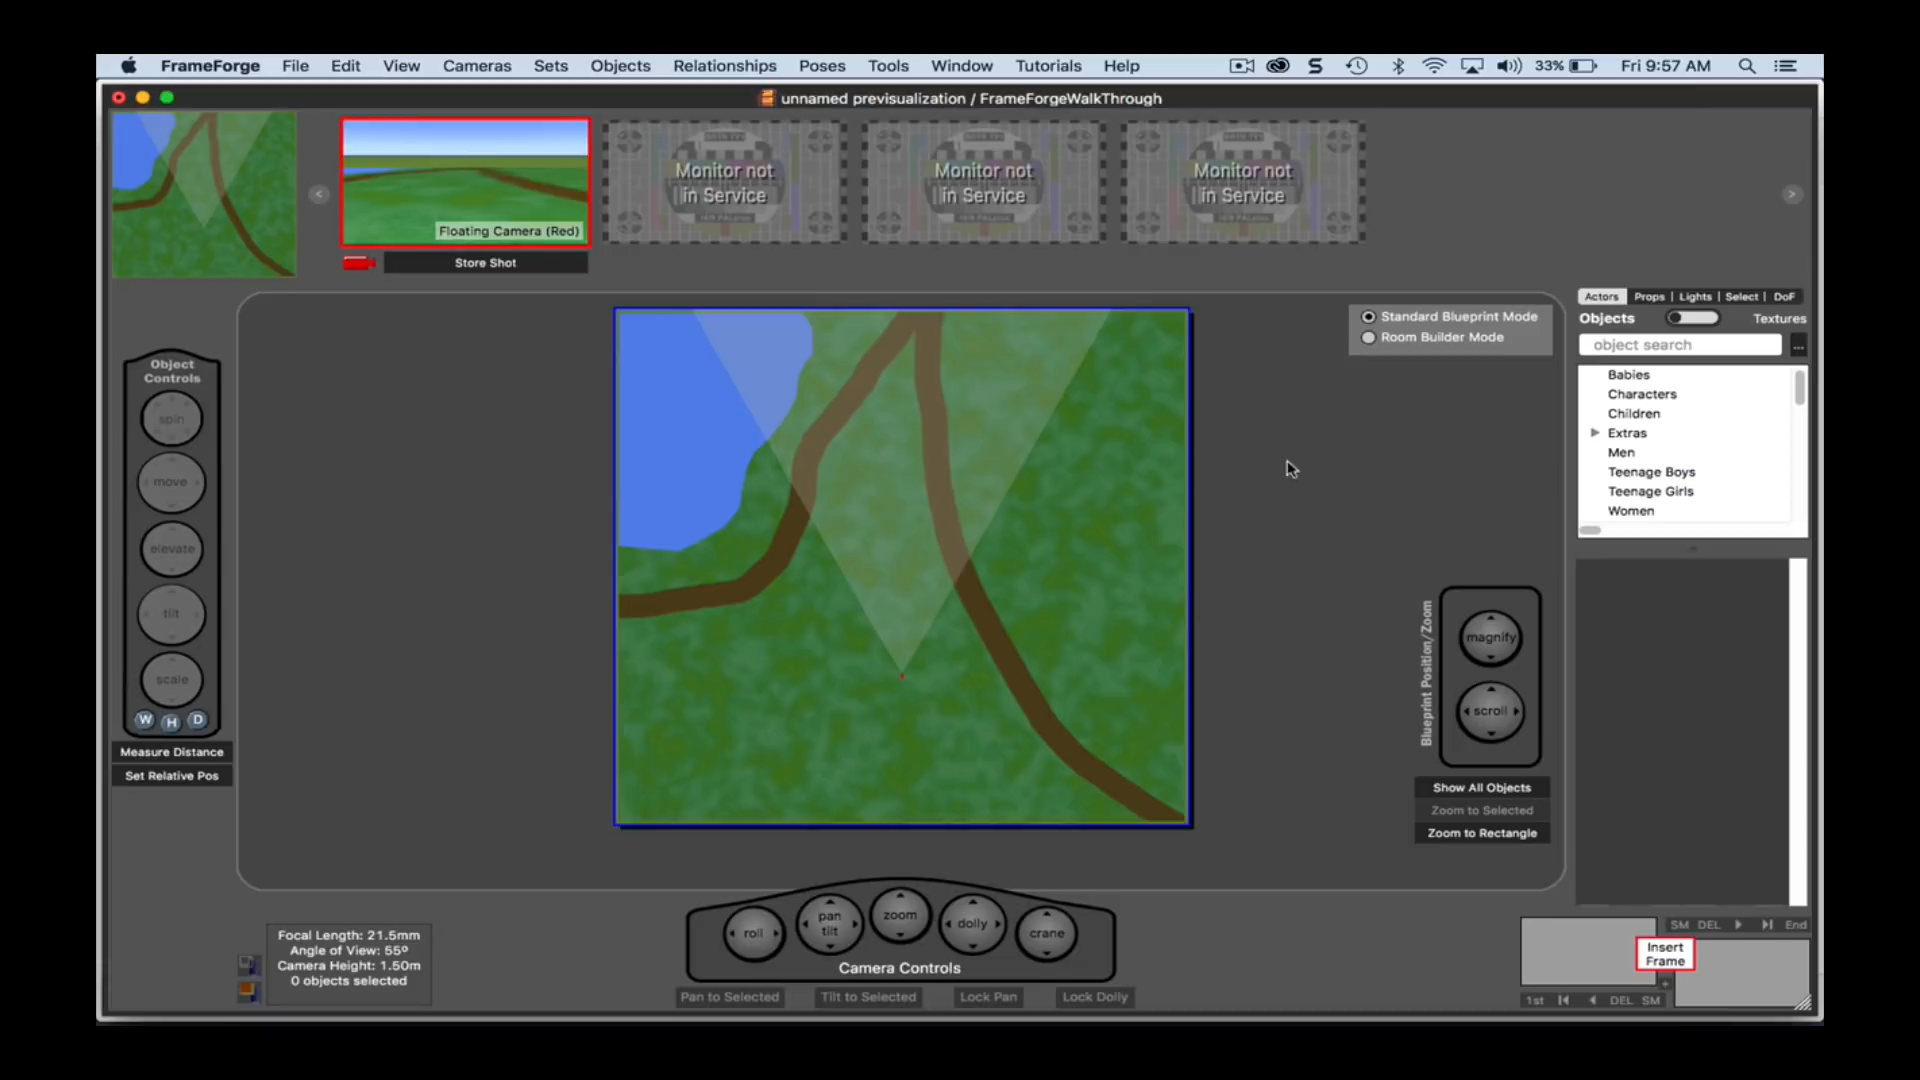 FrameForge File Edit View Cameras Sets Objects Relationships Poses Tools Window Tutorials Help 33% Fri 9:57 AM
unnamed previsualization / FrameForgeWalkThrough
Monitor not
in Service
Monitor not
in Service
Monitor not
in Service
Floating Camera (Red)
Store Shot
< >
Standard Blueprint Mode
Room Builder Mode
Actors Props | Lights | Select | DoF
Objects Textures
object search ...
Babies
Characters
Children
Extras
Men
Teenage Boys
Teenage Girls
Women
Object
Controls
spin
move
elevate
tilt
scale
W H D
Measure Distance
Set Relative Pos
Blueprint Position/Zoom
magnify
scroll
Show All Objects
Zoom to Selected
Zoom to Rectangle
Focal Length: 21.5mm
Angle of View: 55º
Camera Height: 1.50m
0 objects selected
roll
pan
tilt
zoom
dolly
crane
Camera Controls
Pan to Selected Tilt to Selected Lock Pan Lock Dolly
SM DEL End
Insert
Frame
1st DEL SM